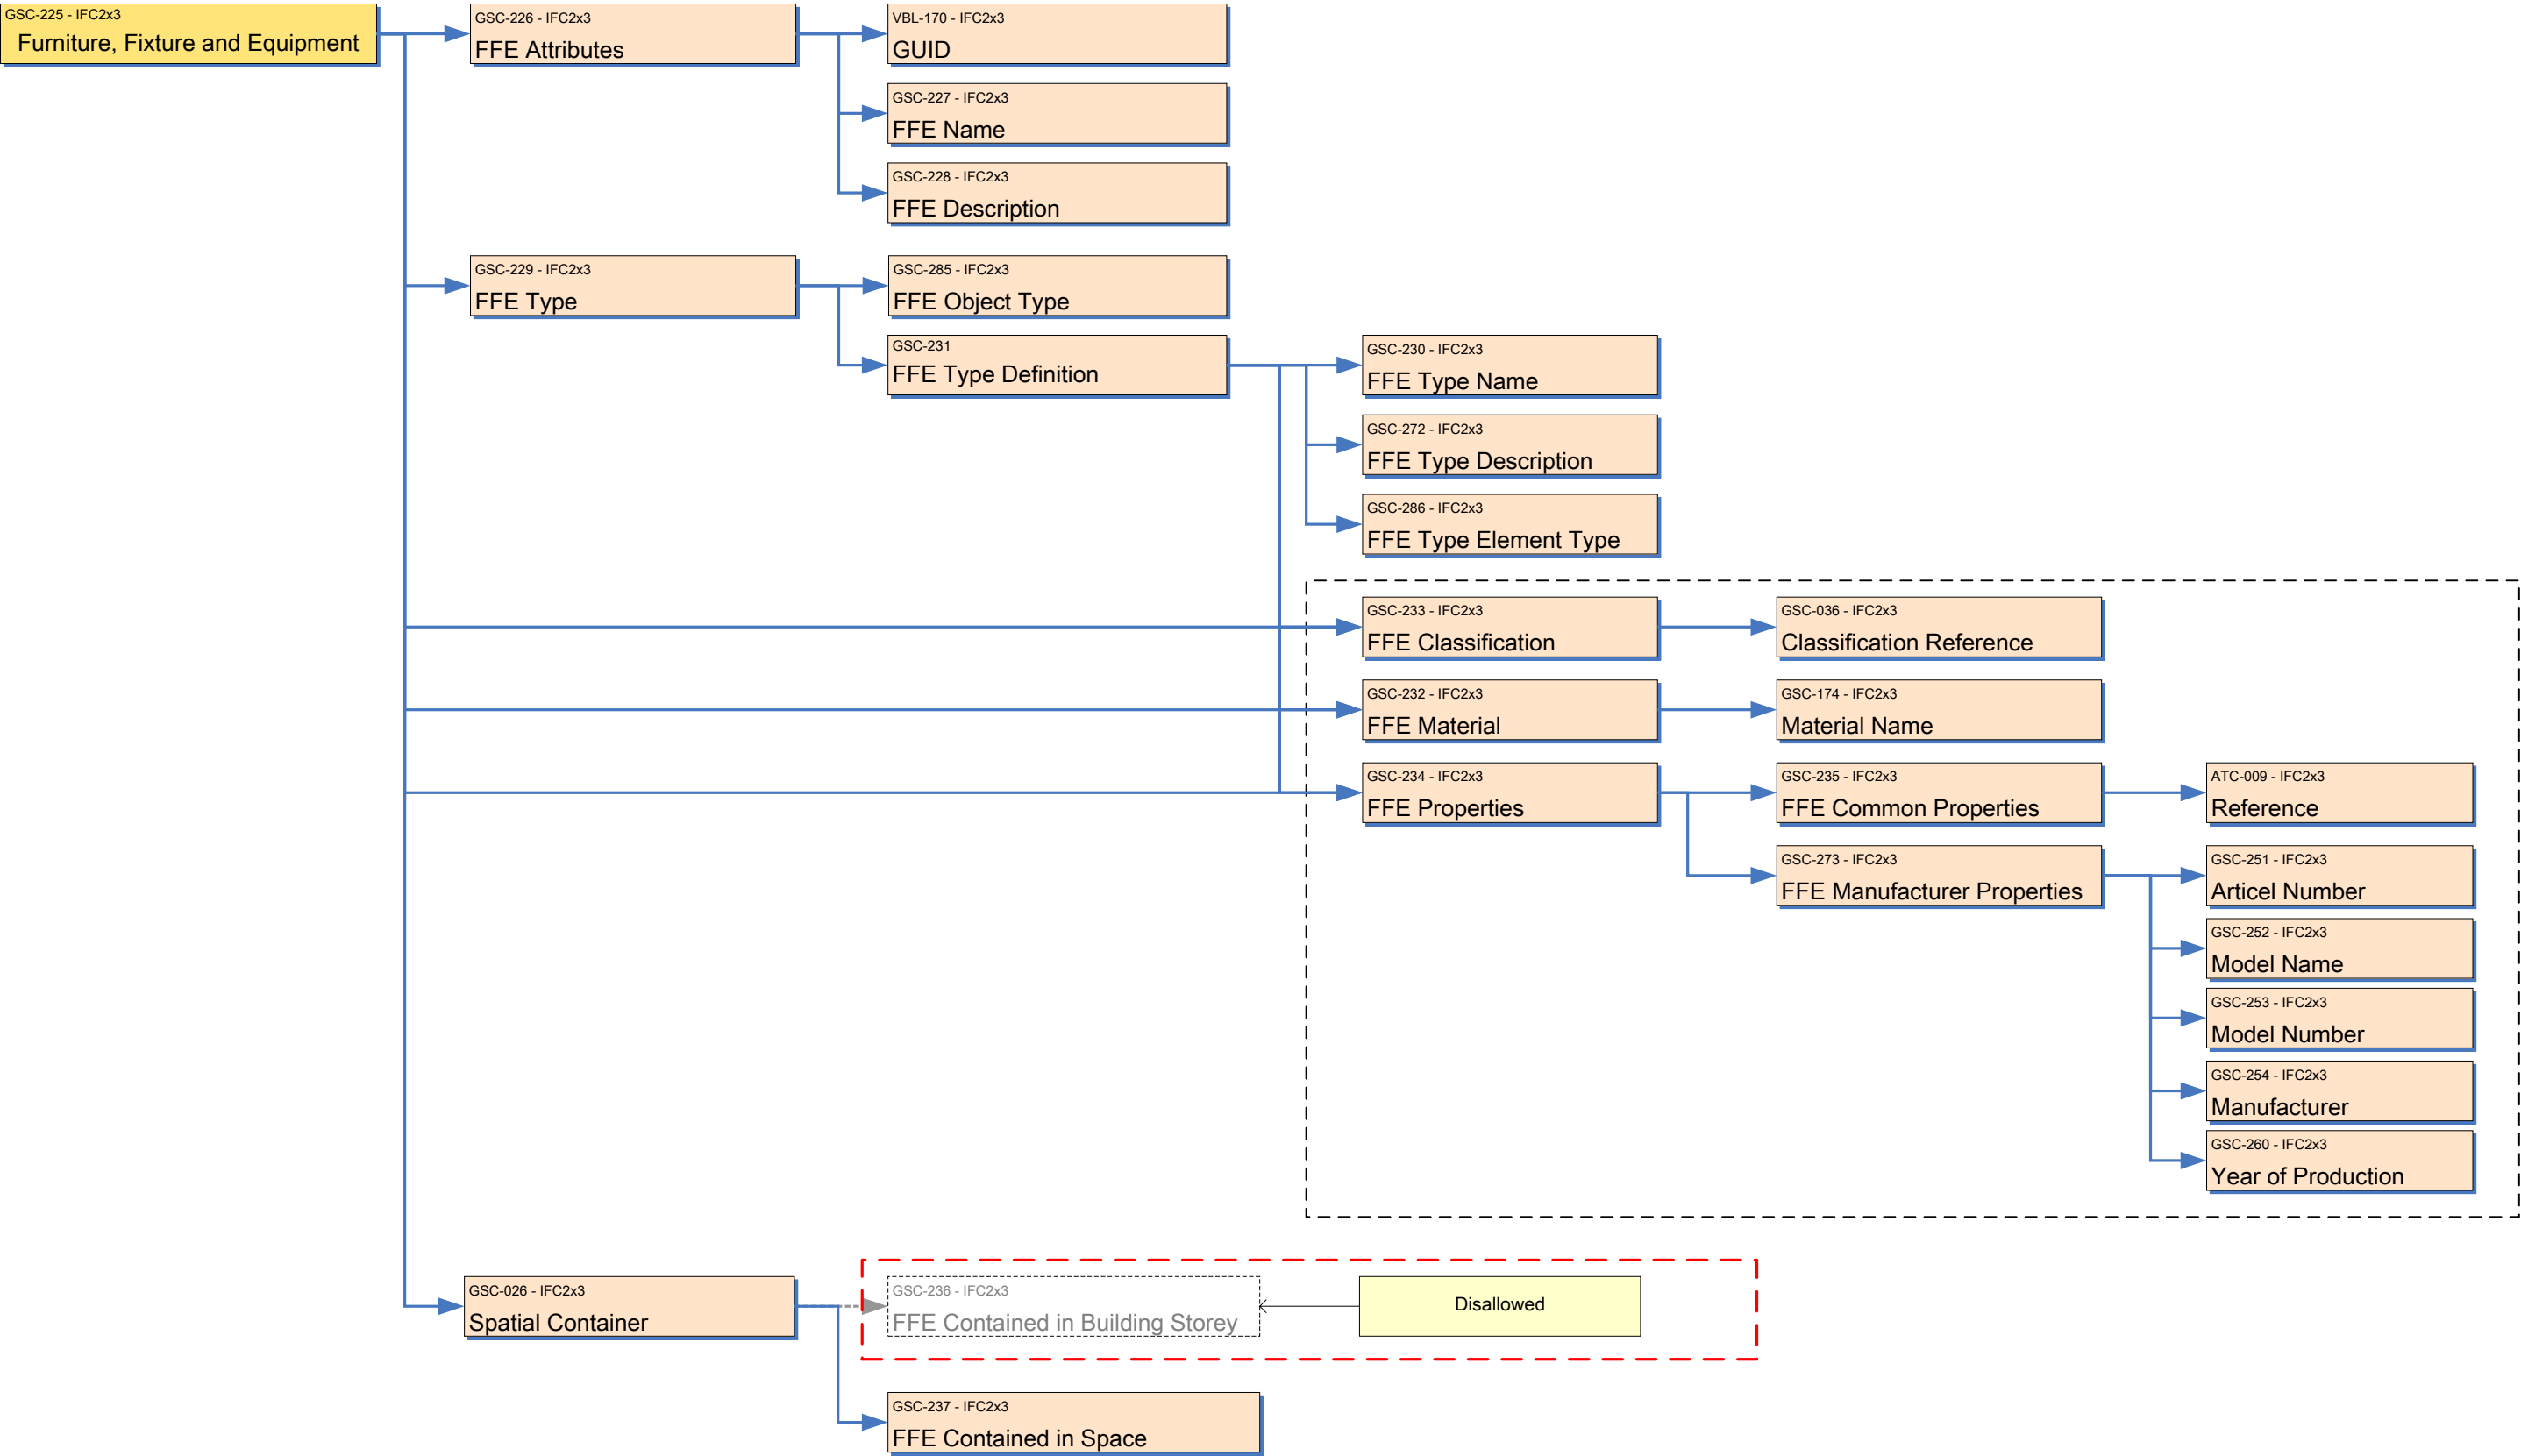 GSC-225 - IFC2x3
Furniture, Fixture and Equipment
GSC-226 - IFC2x3
FFE Attributes
VBL-170 - IFC2x3
GUID
GSC-227 - IFC2x3
FFE Name
GSC-228 - IFC2x3
FFE Description
GSC-229 - IFC2x3
FFE Type
GSC-285 - IFC2x3
FFE Object Type
GSC-231
FFE Type Definition
GSC-230 - IFC2x3
FFE Type Name
GSC-272 - IFC2x3
FFE Type Description
GSC-286 - IFC2x3
FFE Type Element Type
GSC-233 - IFC2x3
FFE Classification
GSC-036 - IFC2x3
Classification Reference
GSC-232 - IFC2x3
FFE Material
GSC-174 - IFC2x3
Material Name
GSC-234 - IFC2x3
FFE Properties
GSC-235 - IFC2x3
FFE Common Properties
ATC-009 - IFC2x3
Reference
GSC-273 - IFC2x3
FFE Manufacturer Properties
GSC-251 - IFC2x3
Articel Number
GSC-252 - IFC2x3
Model Name
GSC-253 - IFC2x3
Model Number
GSC-254 - IFC2x3
Manufacturer
GSC-260 - IFC2x3
Year of Production
GSC-026 - IFC2x3
Spatial Container
GSC-236 - IFC2x3
FFE Contained in Building Storey
Disallowed
GSC-237 - IFC2x3
FFE Contained in Space